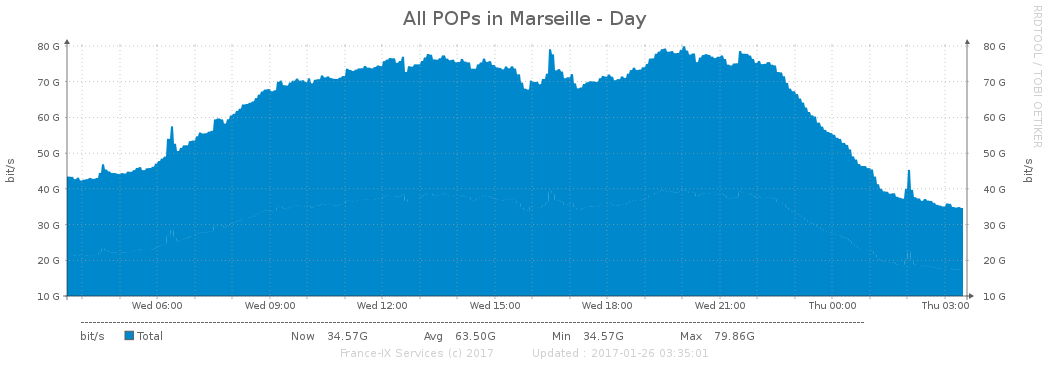 All POPs in Marseille - Day
RRDTOOL / TOBI OETIKER
bit/s
80 G
70 G
60 G
50 G
40 G
30 G
20 G
10 G
80 G
70 G
60 G
50 G
40 G
30 G
20 G
10 G
bit/s
Wed 06:00 Wed 09:00 Wed 12:00 Wed 15:00 Wed 18:00 Wed 21:00 Thu 00:00 Thu 03:00
bit/s Total Now 34.57G Avg 63.50G Min 34.57G Max 79.86G
France-IX Services (c) 2017 Updated : 2017-01-26 03:35:01